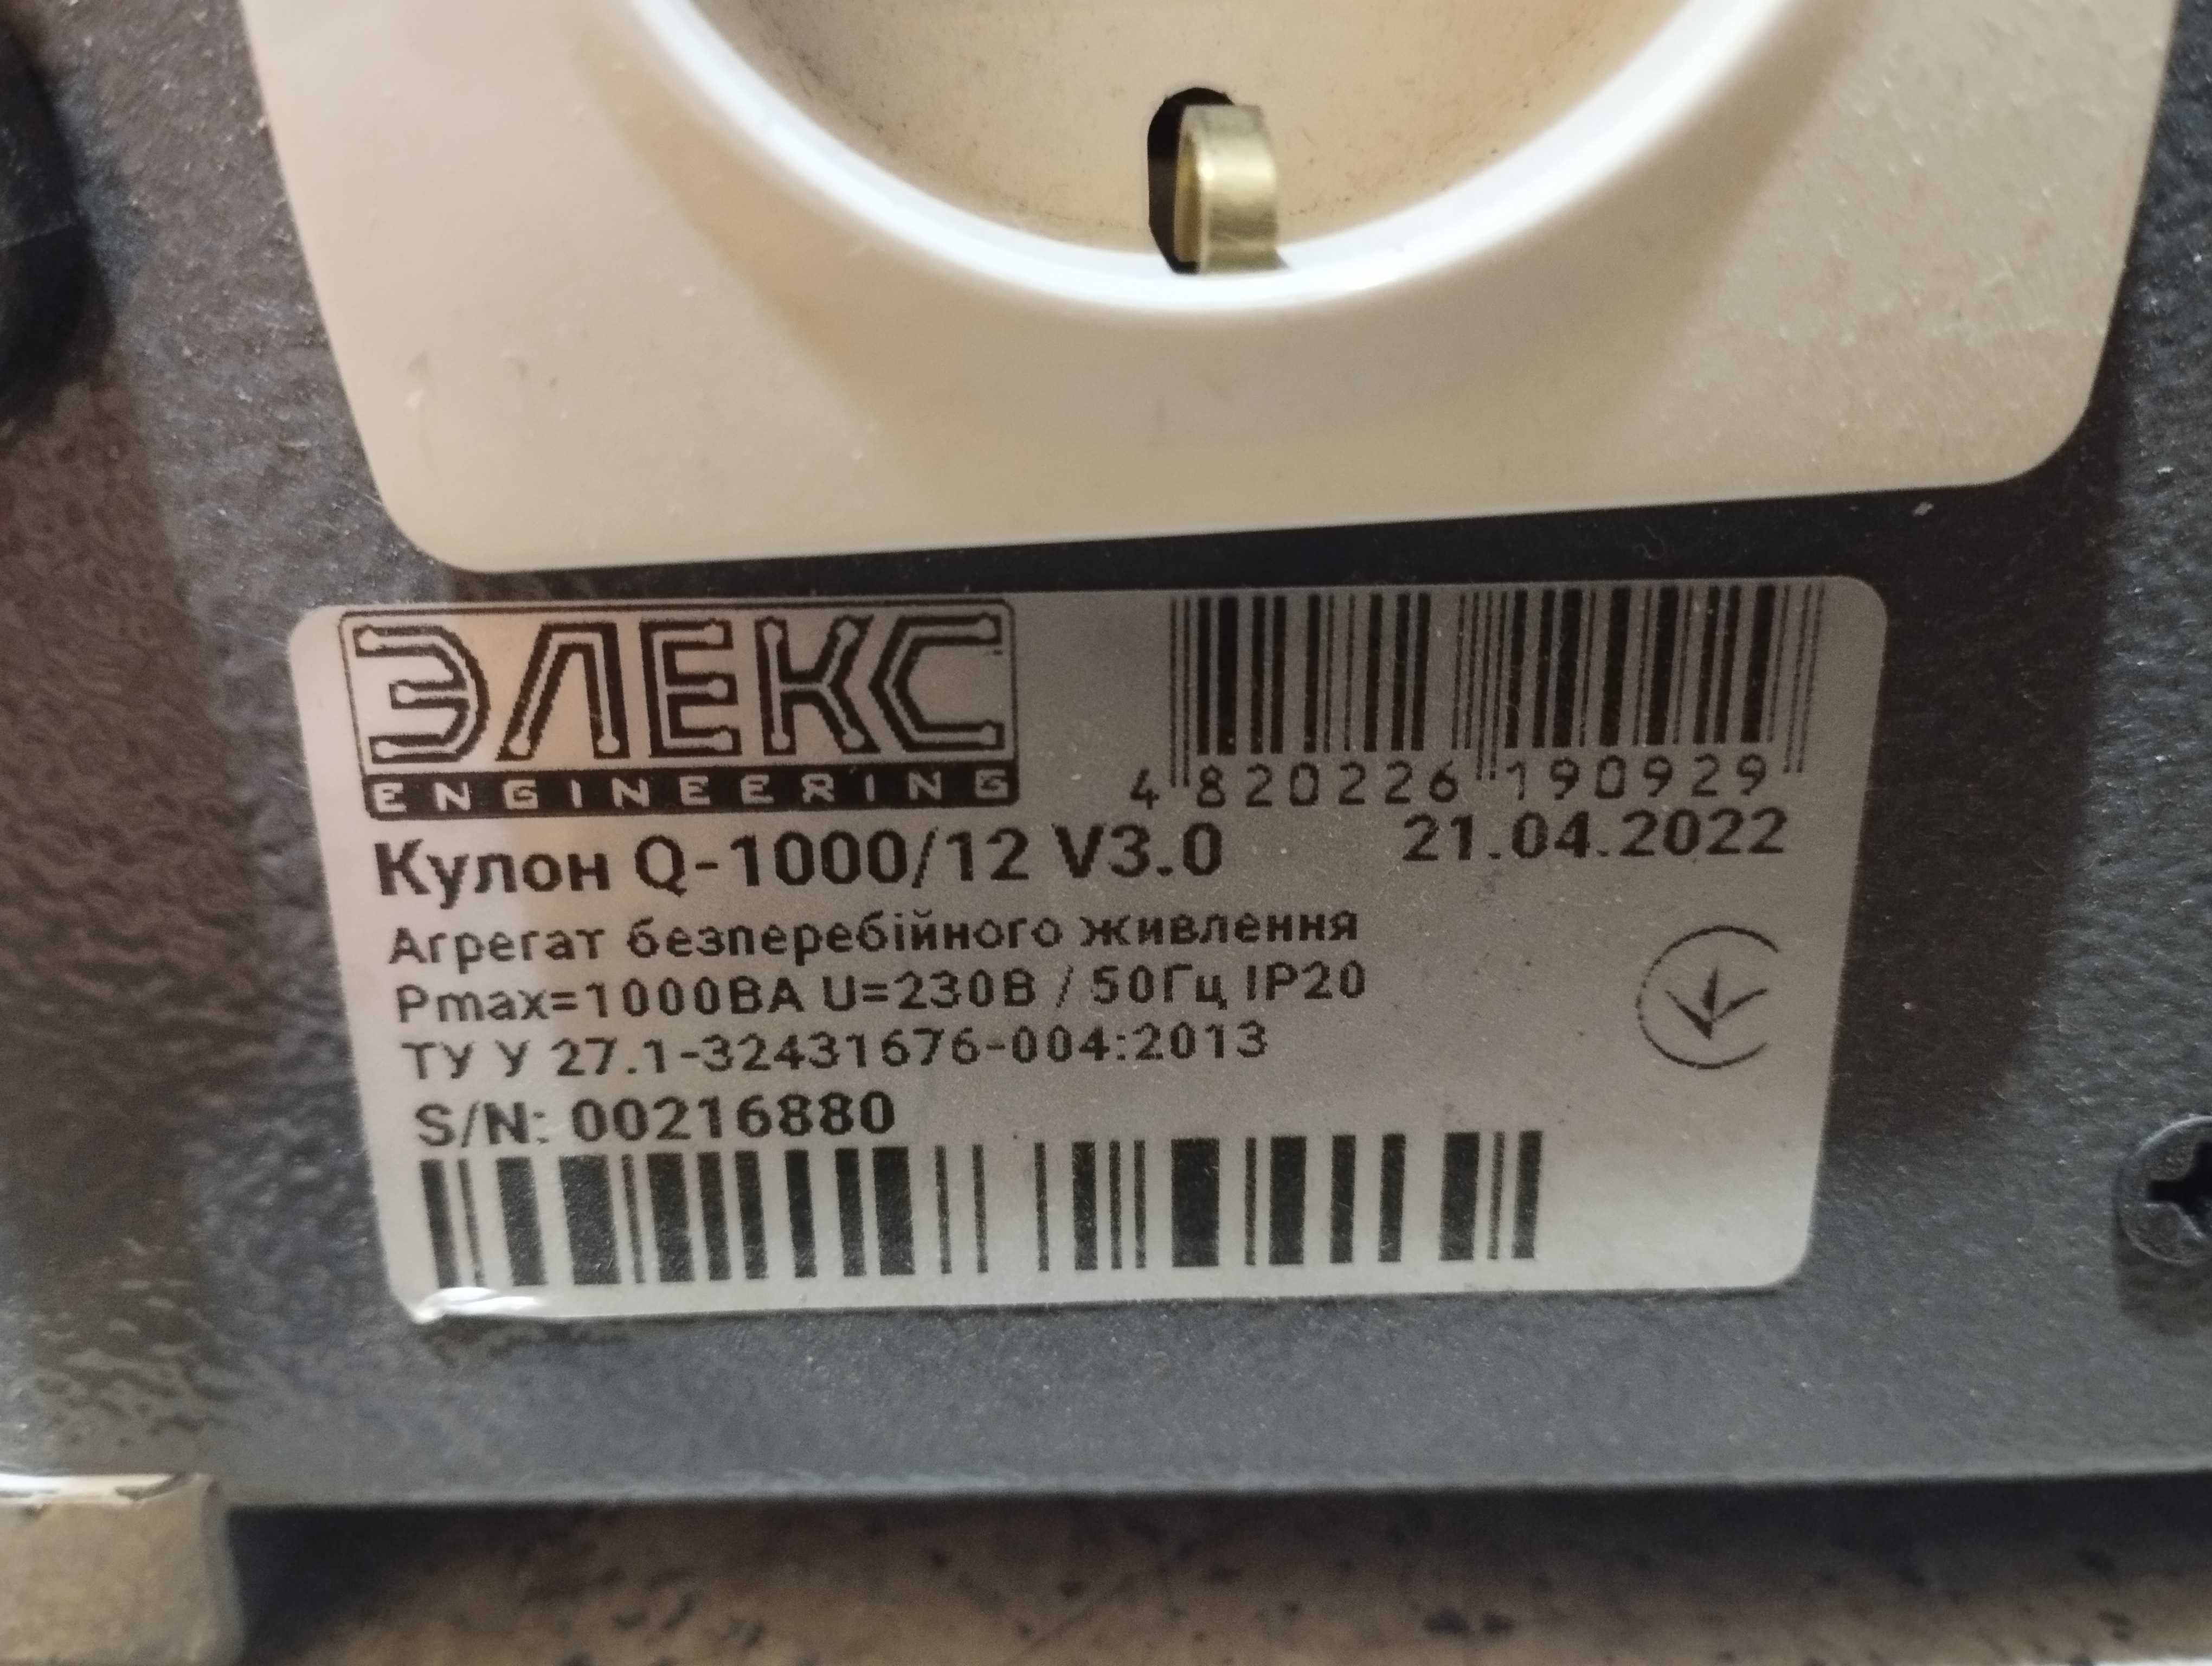 ЭЛЕКС
ENGINEERING
4 820226 190929
Кулон Q-1000/12 V3.0
21.04.2022
Агрегат безперебійного живлення
Pmax=1000ВА U=230В / 50Гц IP20
ТУ У 27.1-32431676-004:2013
S/N: 00216880